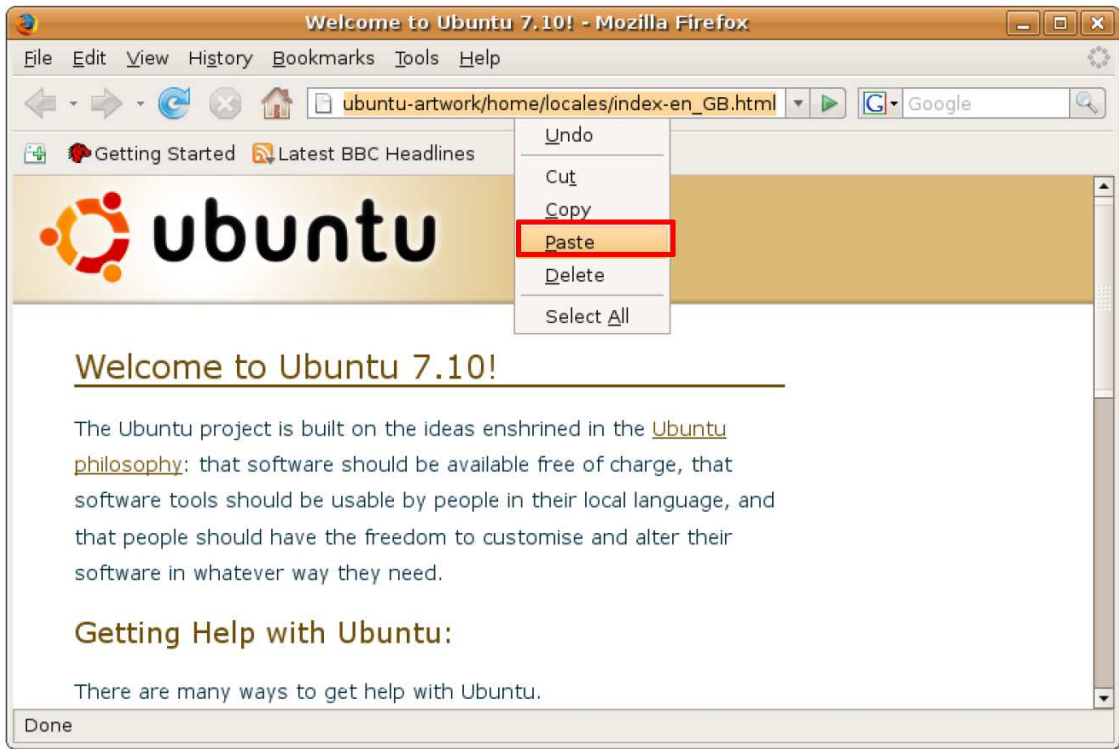 Welcome to Ubuntu 7.10! - Mozilla Firefox
File Edit View History Bookmarks Tools Help
ubuntu-artwork/home/locales/index-en_GB.html G Google
Getting Started Latest BBC Headlines
Undo
Cut
Copy
Paste
Delete
Select All
ubuntu
Welcome to Ubuntu 7.10!
The Ubuntu project is built on the ideas enshrined in the Ubuntu
philosophy: that software should be available free of charge, that
software tools should be usable by people in their local language, and
that people should have the freedom to customise and alter their
software in whatever way they need.
Getting Help with Ubuntu:
There are many ways to get help with Ubuntu.
Done